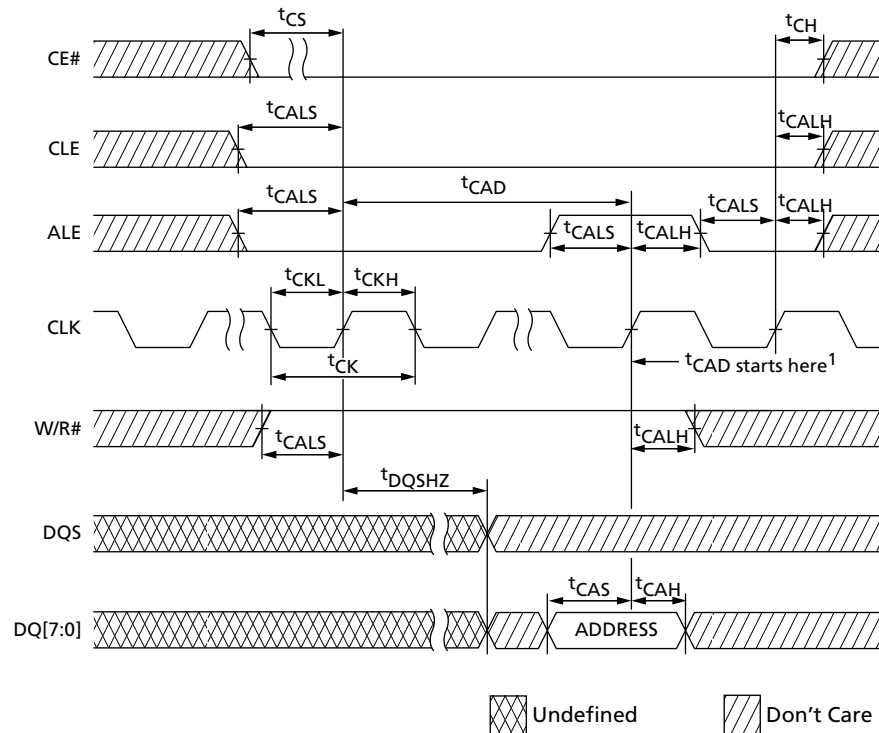 tCS
tCH
CE#
tCALS
tCALH
CLE
tCALS
tCAD
tCALS
tCALH
ALE
tCALS
tCALH
tCKL
tCKH
CLK
tCK
tCAD starts here1
W/R#
tCALS
tCALH
tDQSHZ
DQS
tCAS
tCAH
DQ[7:0]
ADDRESS
Undefined
Don't Care